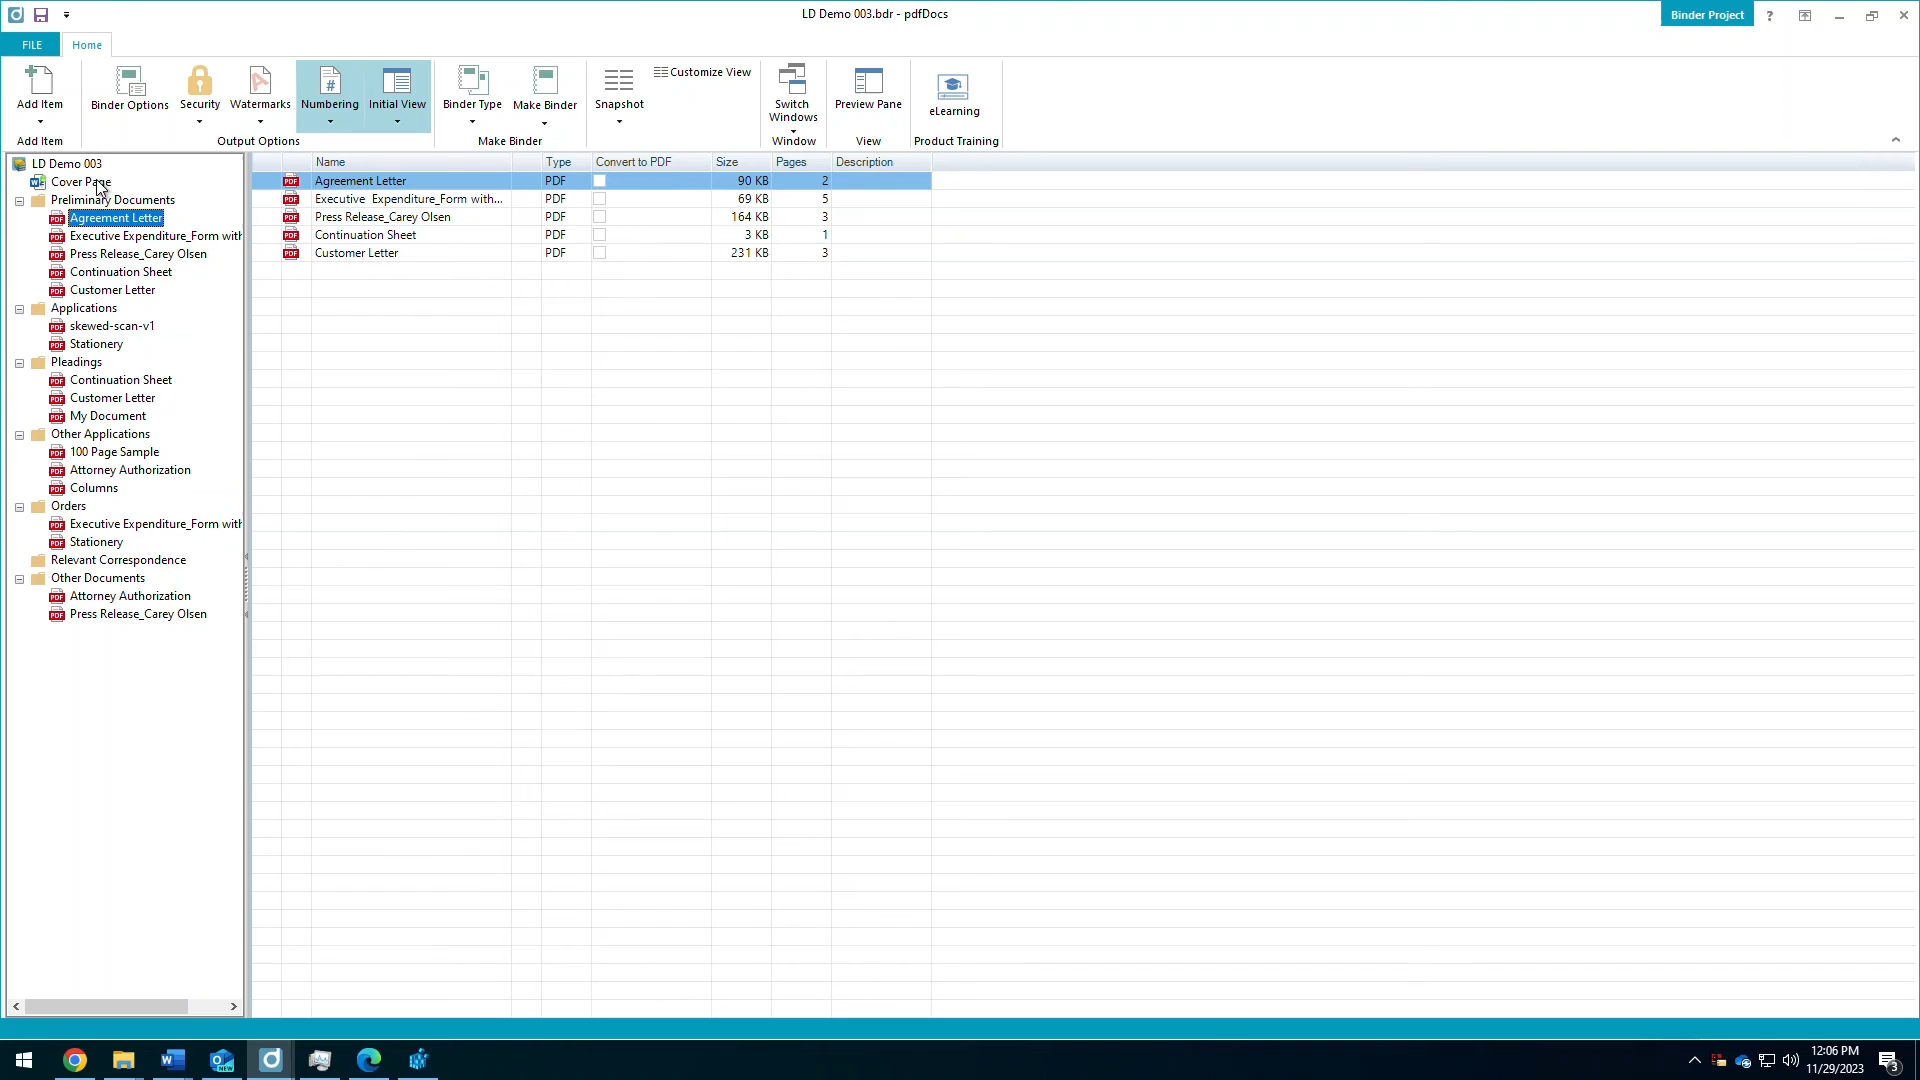 LD Demo 003.bdr - pdfDocs
Binder Project
?
FILE
Home
Add Item
Binder Options
Security
Watermarks
Numbering
Initial View
Binder Type
Make Binder
Snapshot
Customize View
Switch
Windows
Preview Pane
eLearning
Add Item
Output Options
Make Binder
Window
View
Product Training
LD Demo 003
Cover Page
Preliminary Documents
Agreement Letter
Executive Expenditure_Form with
Press Release_Carey Olsen
Continuation Sheet
Customer Letter
Applications
skewed-scan-v1
Stationery
Pleadings
Continuation Sheet
Customer Letter
My Document
Other Applications
100 Page Sample
Attorney Authorization
Columns
Orders
Executive Expenditure_Form with
Stationery
Relevant Correspondence
Other Documents
Attorney Authorization
Press Release_Carey Olsen
Name Type Convert to PDF Size Pages Description
Agreement Letter PDF 90 KB 2
Executive Expenditure_Form with... PDF 69 KB 5
Press Release_Carey Olsen PDF 164 KB 3
Continuation Sheet PDF 3 KB 1
Customer Letter PDF 231 KB 3
12:06 PM
11/29/2023
3